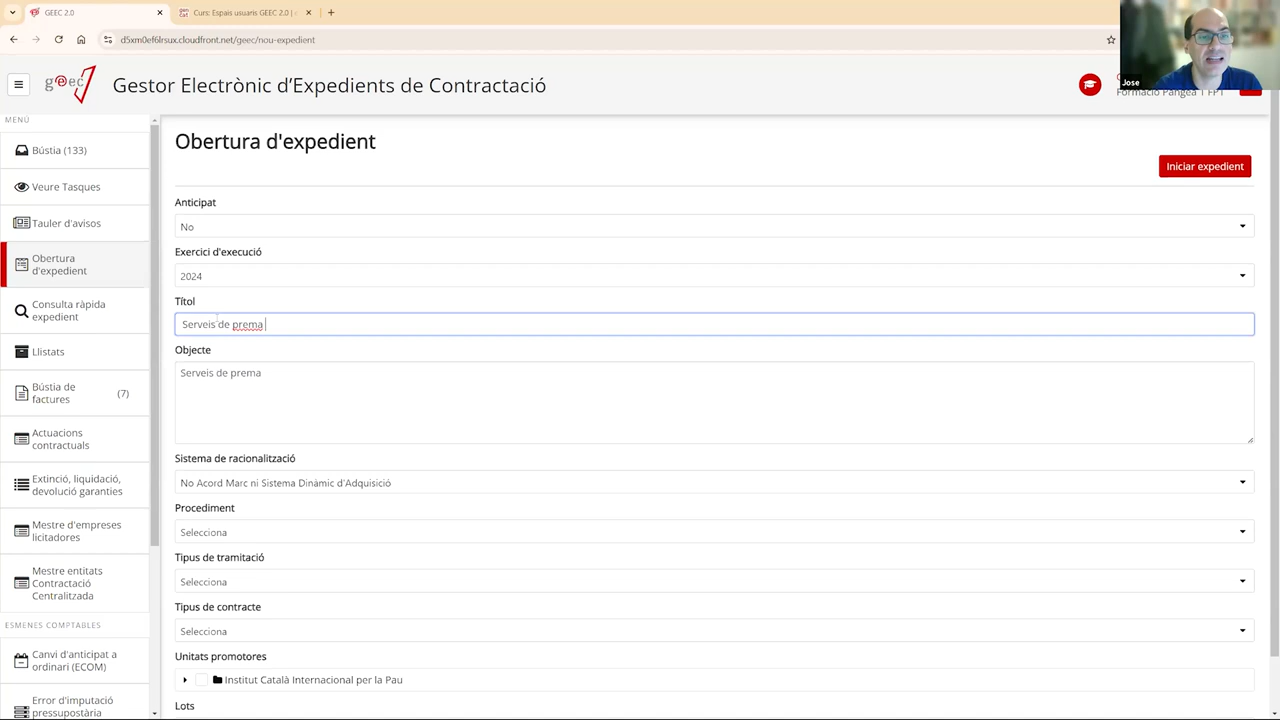 GEEC 2.0
Curs: Espais usuaris GEEC 2.0 | e
d5xm0ef6lrsux.cloudfront.net/geec/nou-expedient
Jose
geec
Gestor Electrònic d'Expedients de Contractació
Formació Pangea 1 FPT
MENÚ
Bústia (133)
Veure Tasques
Tauler d'avisos
Obertura
d'expedient
Consulta ràpida
expedient
Llistats
Bústia de
factures
(7)
Actuacions
contractuals
Extinció, liquidació,
devolució garanties
Mestre d'empreses
licitadores
Mestre entitats
Contractació
Centralitzada
ESMENES COMPTABLES
Canvi d'anticipat a
ordinari (ECOM)
Error d'imputació
pressupostària
Obertura d'expedient
Iniciar expedient
Anticipat
No
Exercici d'execució
2024
Títol
Serveis de prema
Objecte
Serveis de prema
Sistema de racionalització
No Acord Marc ni Sistema Dinàmic d'Adquisició
Procediment
Selecciona
Tipus de tramitació
Selecciona
Tipus de contracte
Selecciona
Unitats promotores
Institut Català Internacional per la Pau
Lots